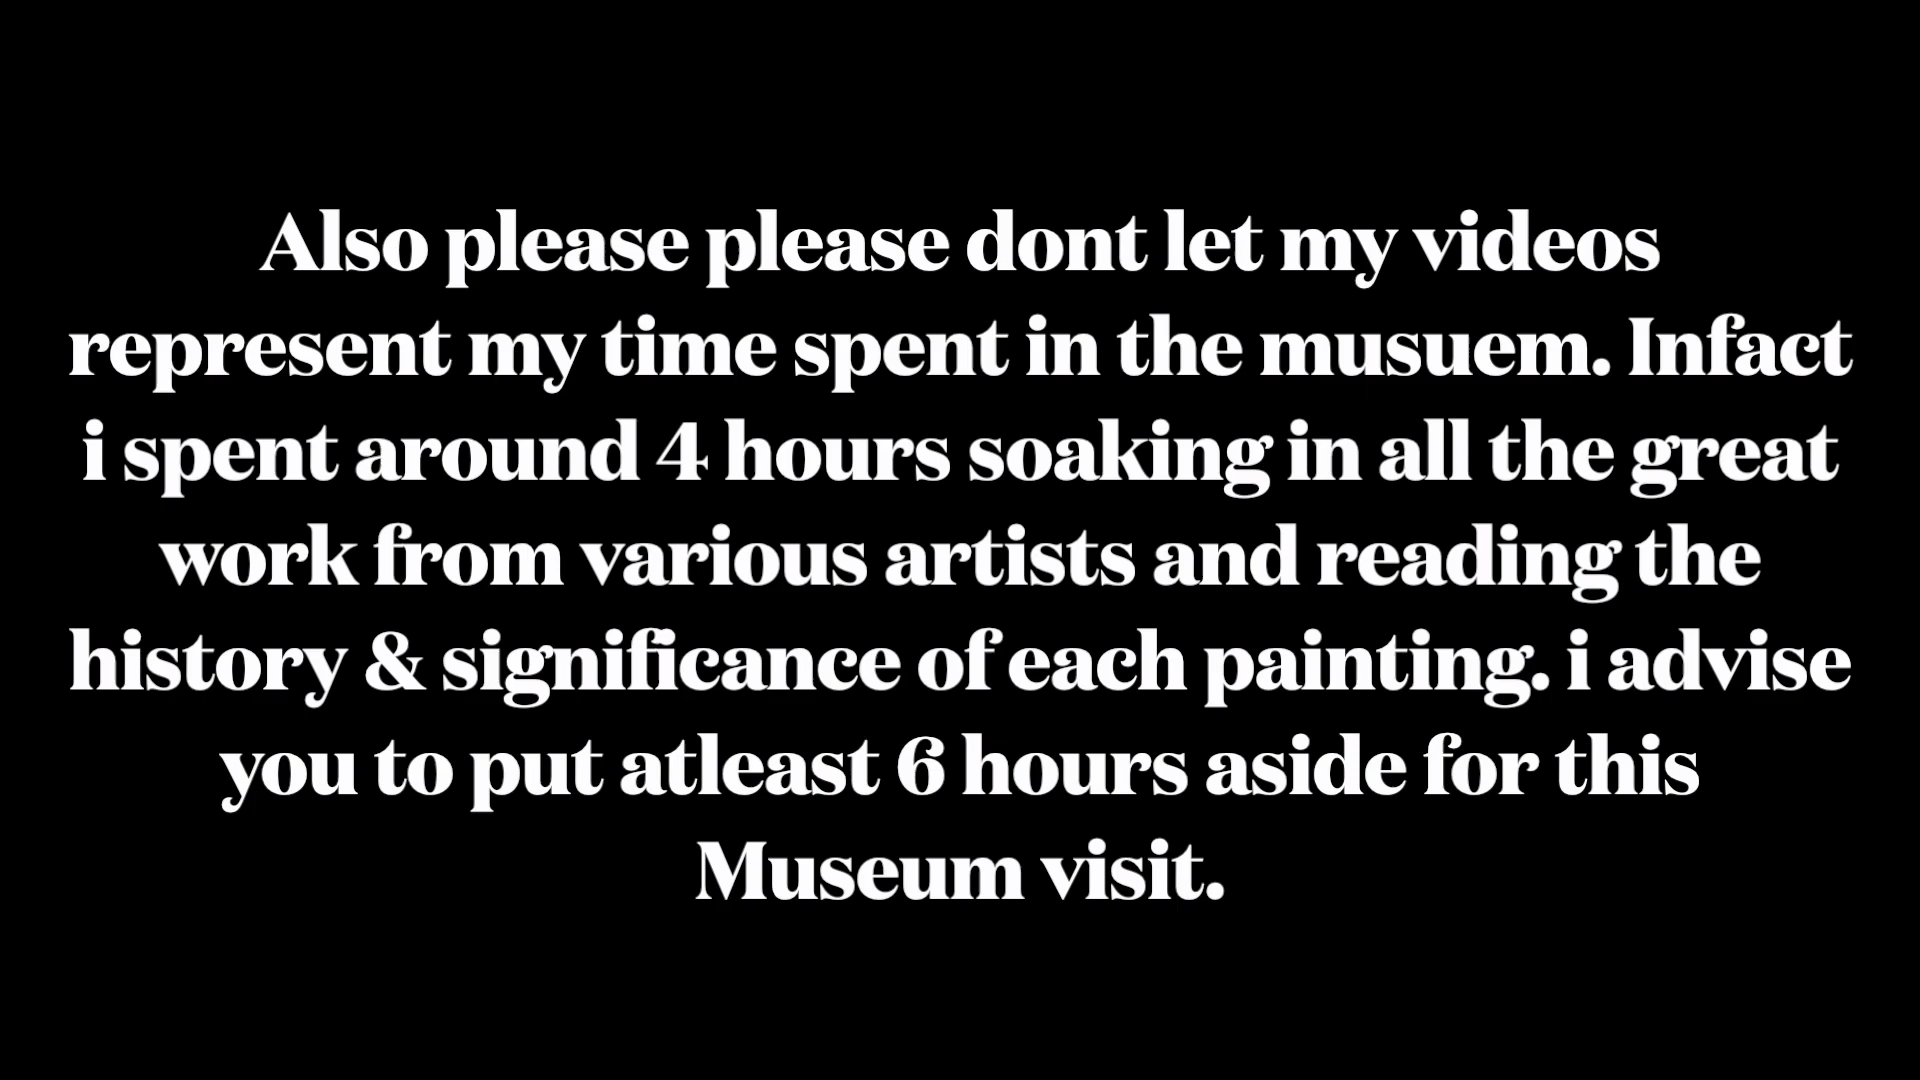 Also please please dont let my videos
represent my time spent in the musuem. Infact
i spent around 4 hours soaking in all the great
work from various artists and reading the
history & significance of each painting. i advise
you to put atleast 6 hours aside for this
Museum visit.